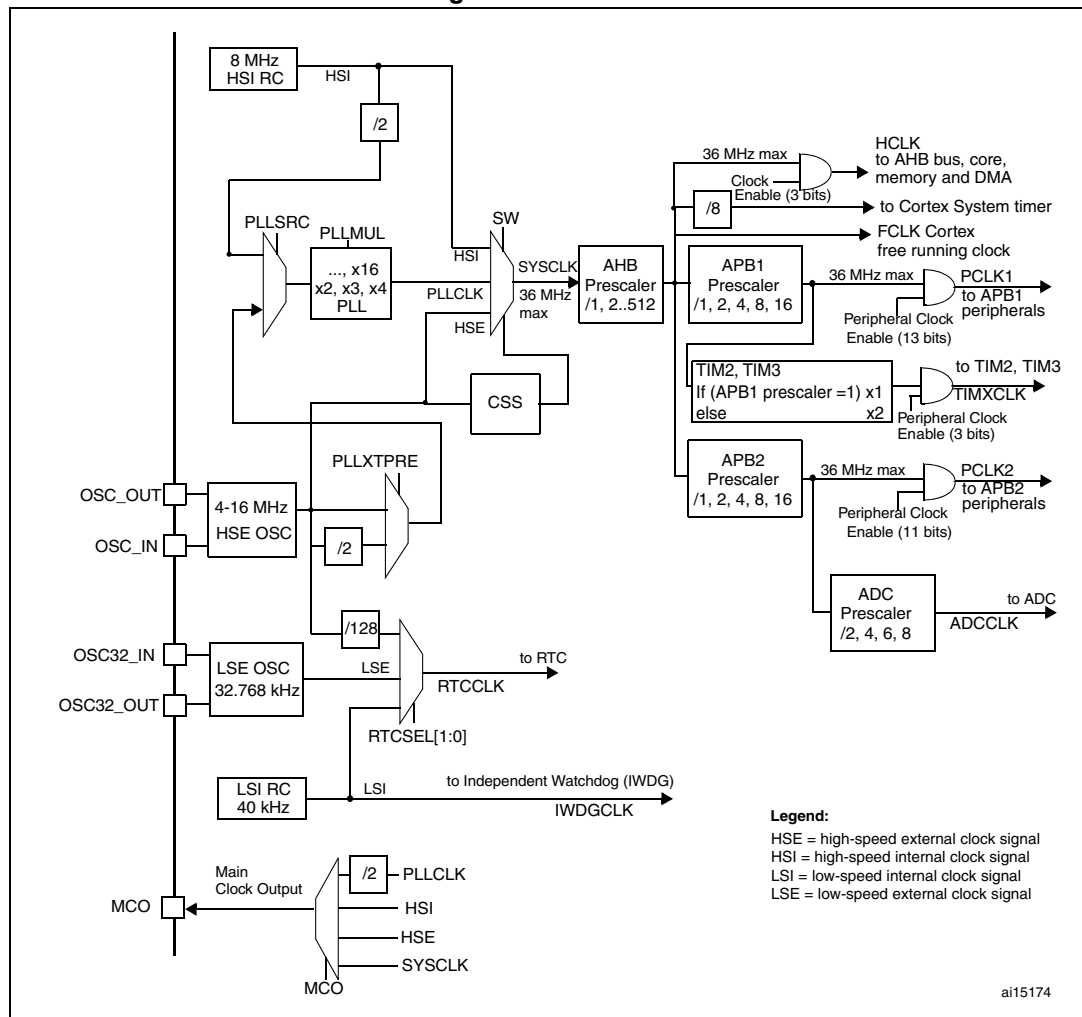 8 MHz
HSI RC
HSI
/2
HCLK
to AHB bus, core,
memory and DMA
36 MHz max
Clock
Enable (3 bits)
/8
to Cortex System timer
FCLK Cortex
free running clock
PLLSRC
PLLMUL
..., x16
x2, x3, x4
PLL
SW
HSI
PLLCLK
HSE
SYSCLK
36 MHz
max
AHB
Prescaler
/1, 2..512
APB1
Prescaler
/1, 2, 4, 8, 16
36 MHz max
PCLK1
to APB1
peripherals
Peripheral Clock
Enable (13 bits)
TIM2, TIM3
If (APB1 prescaler =1) x1
else x2
to TIM2, TIM3
TIMXCLK
Peripheral Clock
Enable (3 bits)
CSS
PLLXTPRE
OSC_OUT
OSC_IN
4-16 MHz
HSE OSC
/2
APB2
Prescaler
/1, 2, 4, 8, 16
36 MHz max
PCLK2
to APB2
peripherals
Peripheral Clock
Enable (11 bits)
ADC
Prescaler
/2, 4, 6, 8
to ADC
ADCCLK
/128
OSC32_IN
OSC32_OUT
LSE OSC
32.768 kHz
LSE
to RTC
RTCCLK
RTCSEL[1:0]
LSI RC
40 kHz
LSI
to Independent Watchdog (IWDG)
IWDGCLK
Legend:
HSE = high-speed external clock signal
HSI = high-speed internal clock signal
LSI = low-speed internal clock signal
LSE = low-speed external clock signal
Main
Clock Output
MCO
/2
PLLCLK
HSI
HSE
SYSCLK
MCO
ai15174